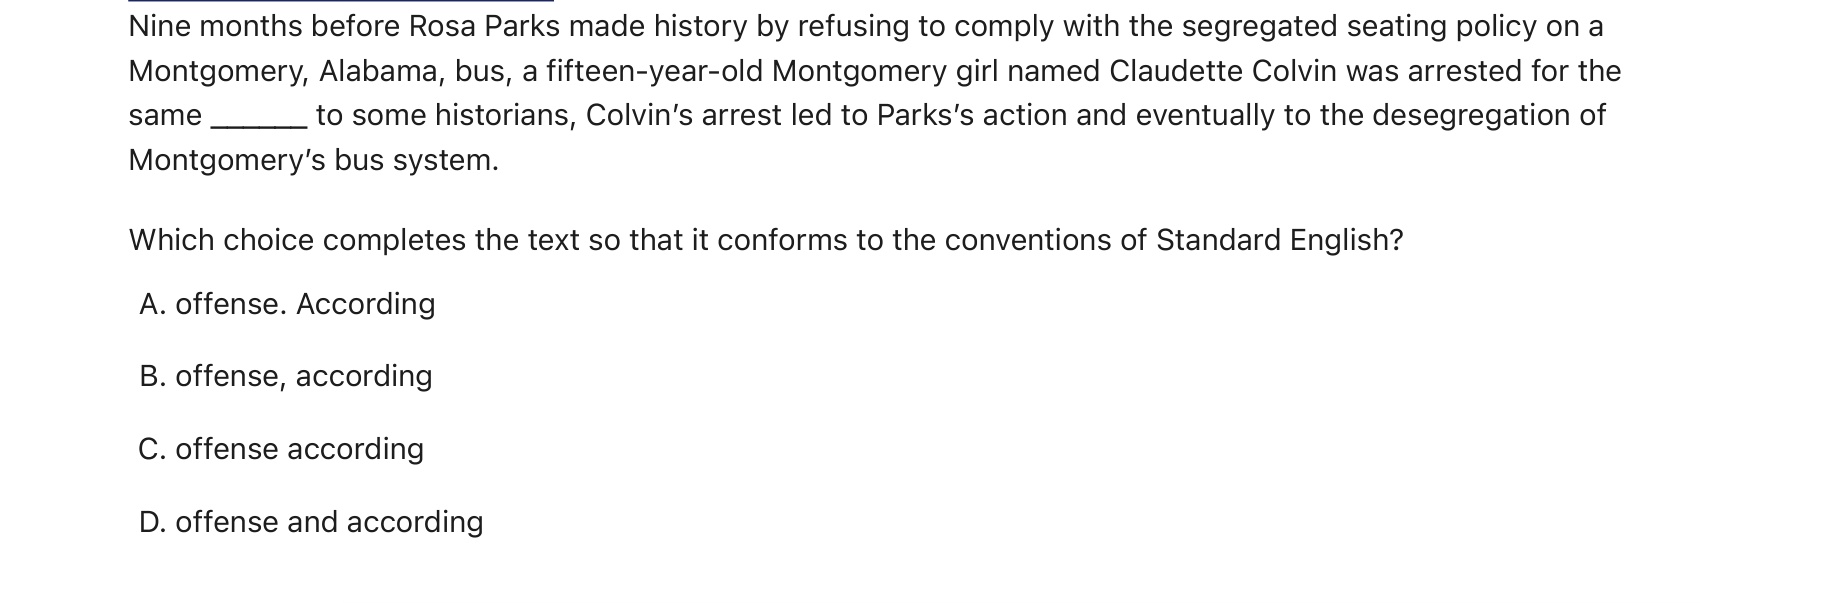 Nine months before Rosa Parks made history by refusing to comply with the segregated seating policy on a
Montgomery, Alabama, bus, a fifteen-year-old Montgomery girl named Claudette Colvin was arrested for the
same ______ to some historians, Colvin’s arrest led to Parks’s action and eventually to the desegregation of
Montgomery’s bus system.
Which choice completes the text so that it conforms to the conventions of Standard English?
A. offense. According
B. offense, according
C. offense according
D. offense and according